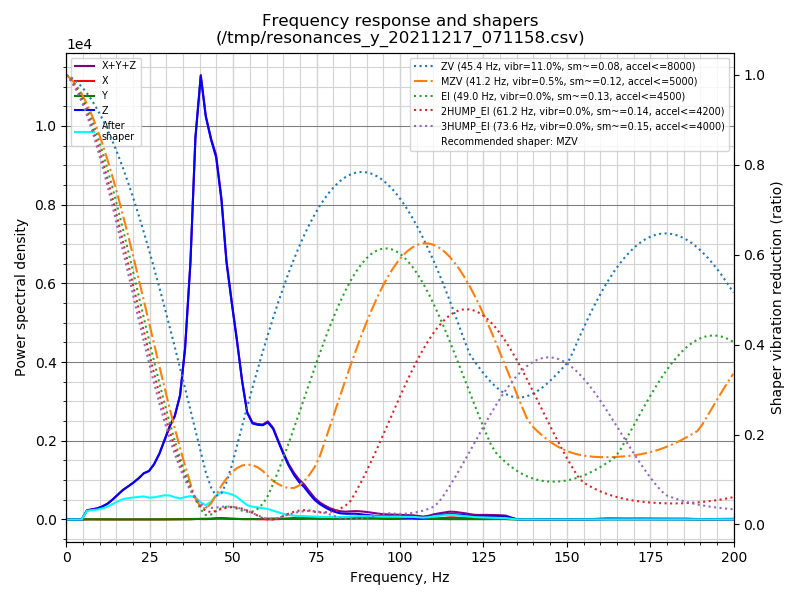 Frequency response and shapers
(/tmp/resonances_y_20211217_071158.csv)
1e4
X+Y+Z
X
Y
Z
After
shaper
ZV (45.4 Hz, vibr=11.0%, sm~=0.08, accel<=8000)
MZV (41.2 Hz, vibr=0.5%, sm~=0.12, accel<=5000)
EI (49.0 Hz, vibr=0.0%, sm~=0.13, accel<=4500)
2HUMP_EI (61.2 Hz, vibr=0.0%, sm~=0.14, accel<=4200)
3HUMP_EI (73.6 Hz, vibr=0.0%, sm~=0.15, accel<=4000)
Recommended shaper: MZV
Power spectral density
1.0
0.8
0.6
0.4
0.2
0.0
1.0
0.8
0.6
0.4
0.2
0.0
Shaper vibration reduction (ratio)
0 25 50 75 100 125 150 175 200
Frequency, Hz